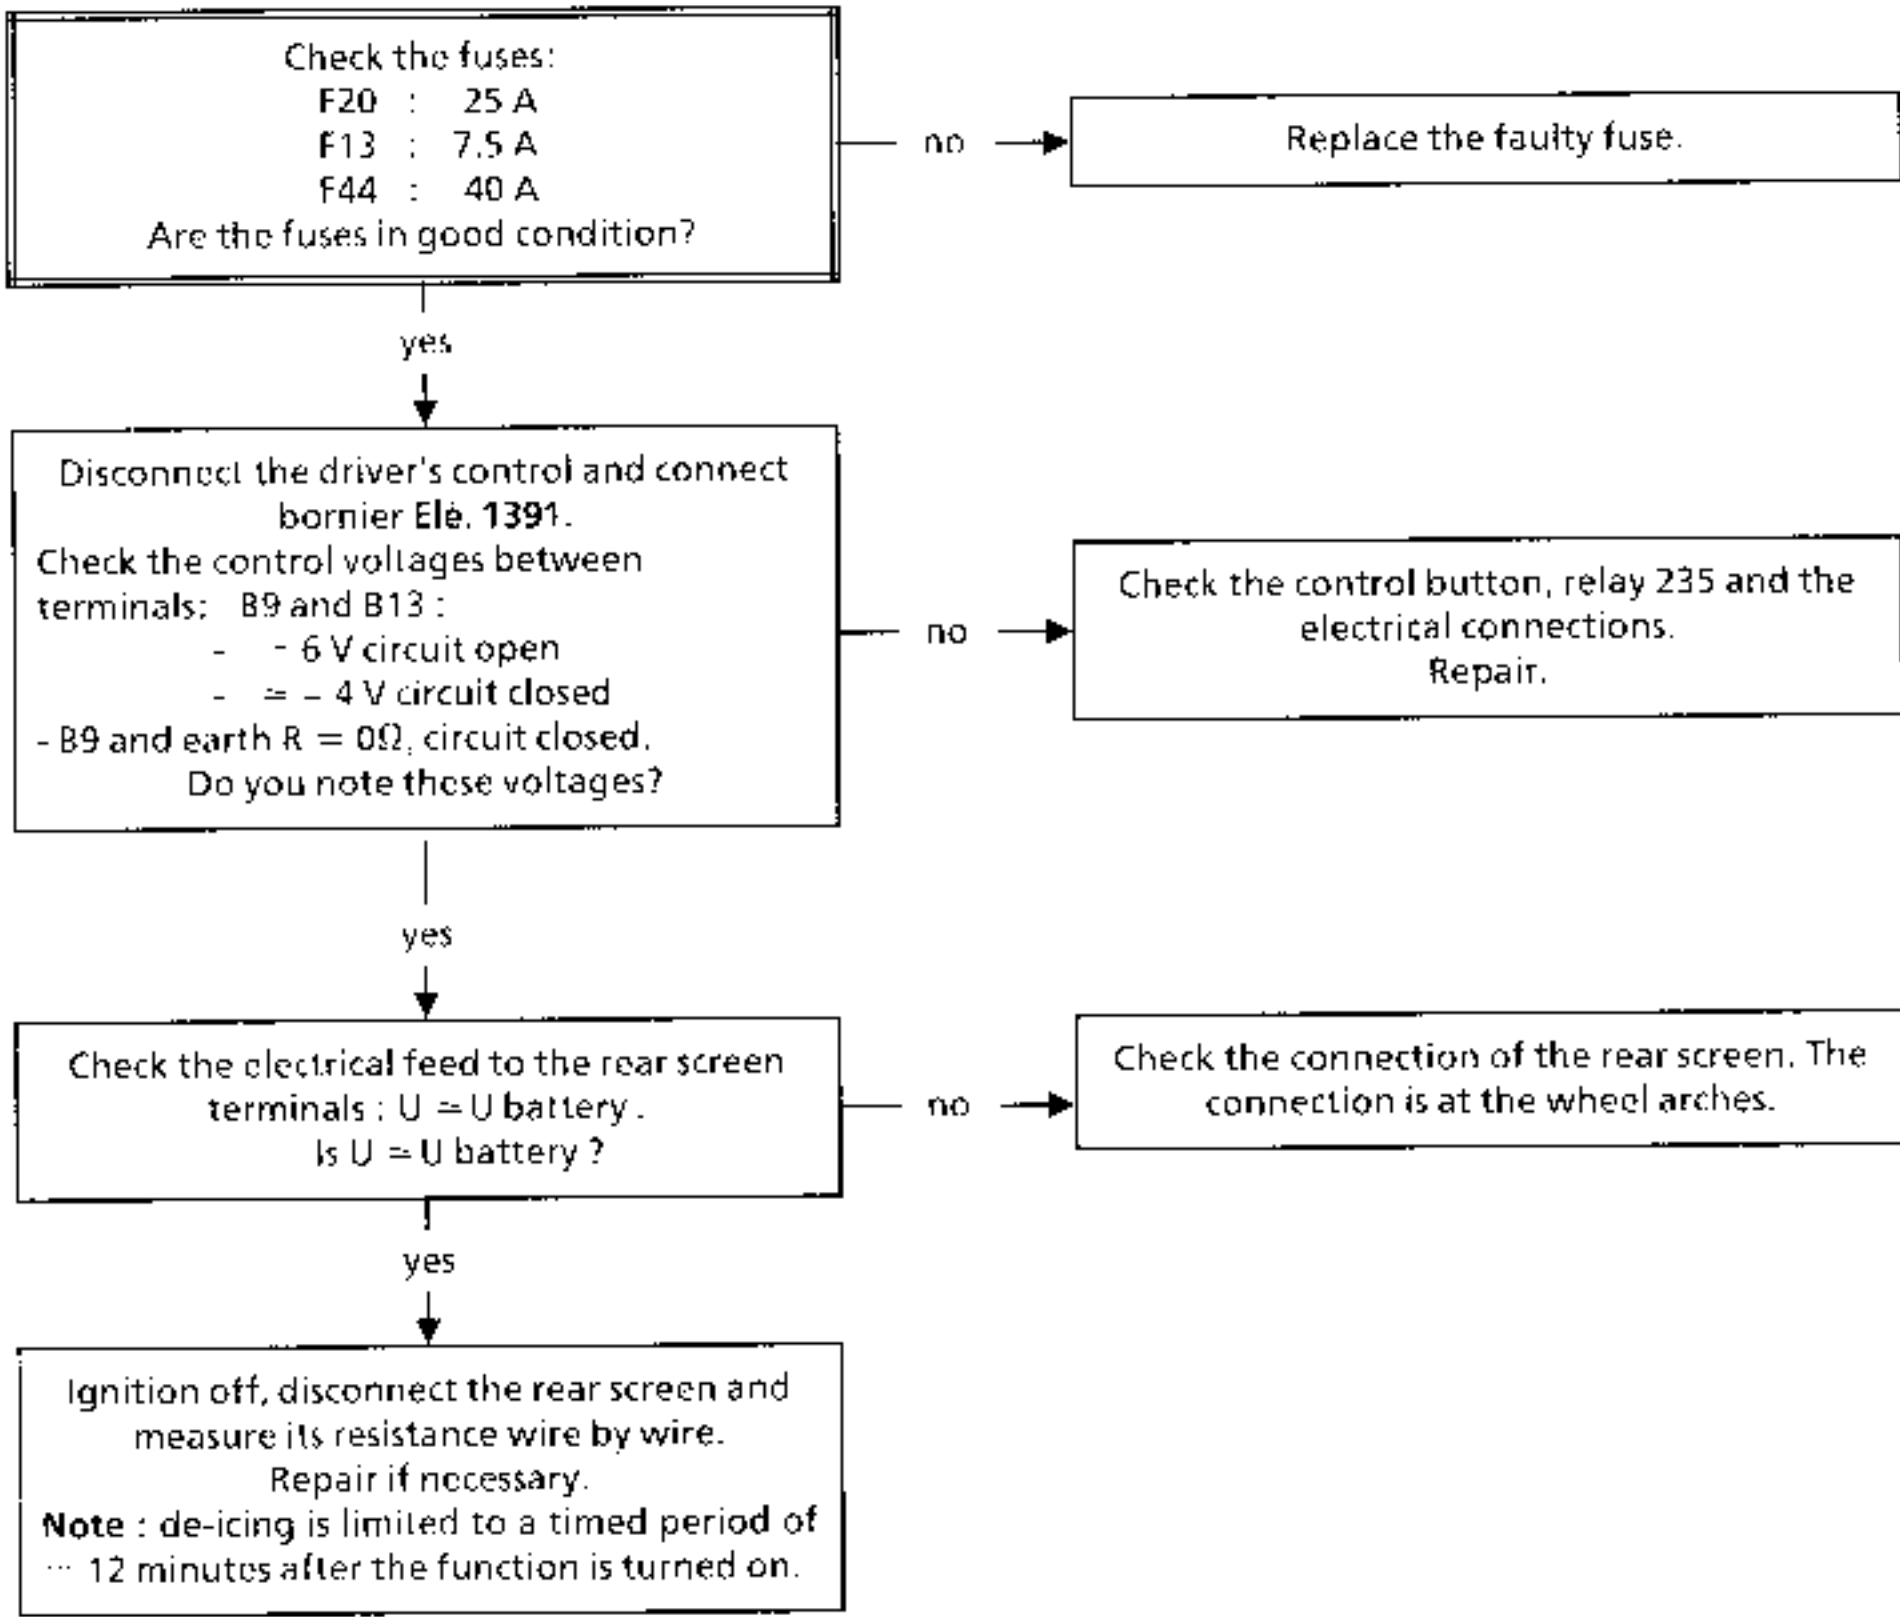 Check the fuses:
F20 : 25 A
F13 : 7.5 A
F44 : 40 A
Are the fuses in good condition?
no
Replace the faulty fuse.
yes
Disconnect the driver's control and connect
bornier Elé. 1391.
Check the control voltages between
terminals: B9 and B13 :
- ≃ 6 V circuit open
- ≃ - 4 V circuit closed
- B9 and earth R = 0Ω, circuit closed.
Do you note these voltages?
no
Check the control button, relay 235 and the
electrical connections.
Repair.
yes
Check the electrical feed to the rear screen
terminals : U ≃ U battery .
Is U ≃ U battery ?
no
Check the connection of the rear screen. The
connection is at the wheel arches.
yes
Ignition off, disconnect the rear screen and
measure its resistance wire by wire.
Repair if necessary.
Note : de-icing is limited to a timed period of
12 minutes after the function is turned on.